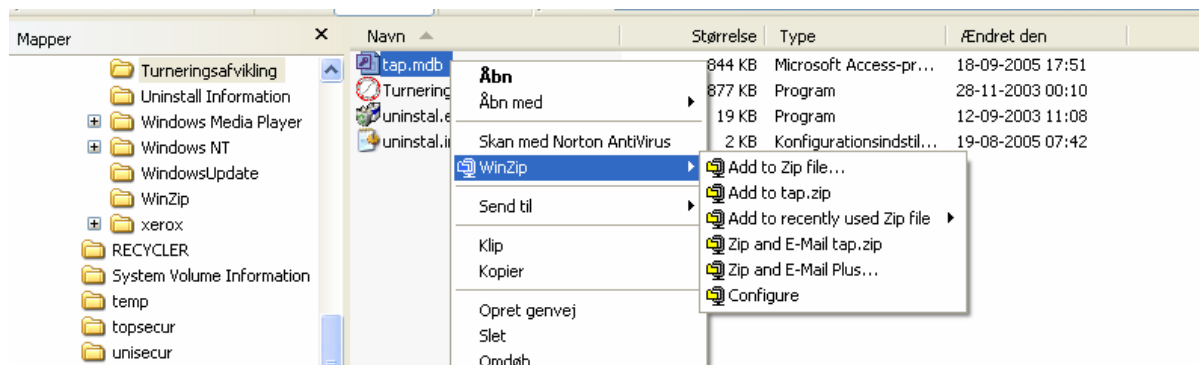 Mapper
Turneringsafvikling
Uninstall Information
Windows Media Player
Windows NT
WindowsUpdate
WinZip
xerox
RECYCLER
System Volume Information
temp
topsecur
unisecur
Navn Størrelse Type Ændret den
tap.mdb 844 KB Microsoft Access-pr... 18-09-2005 17:51
Turnering 877 KB Program 28-11-2003 00:10
uninstal.e 19 KB Program 12-09-2003 11:08
uninstal.i 2 KB Konfigurationsindstil... 19-08-2005 07:42
Åbn
Åbn med
Skan med Norton AntiVirus
WinZip
Send til
Klip
Kopier
Opret genvej
Slet
Omdøb
Add to Zip file...
Add to tap.zip
Add to recently used Zip file
Zip and E-Mail tap.zip
Zip and E-Mail Plus...
Configure